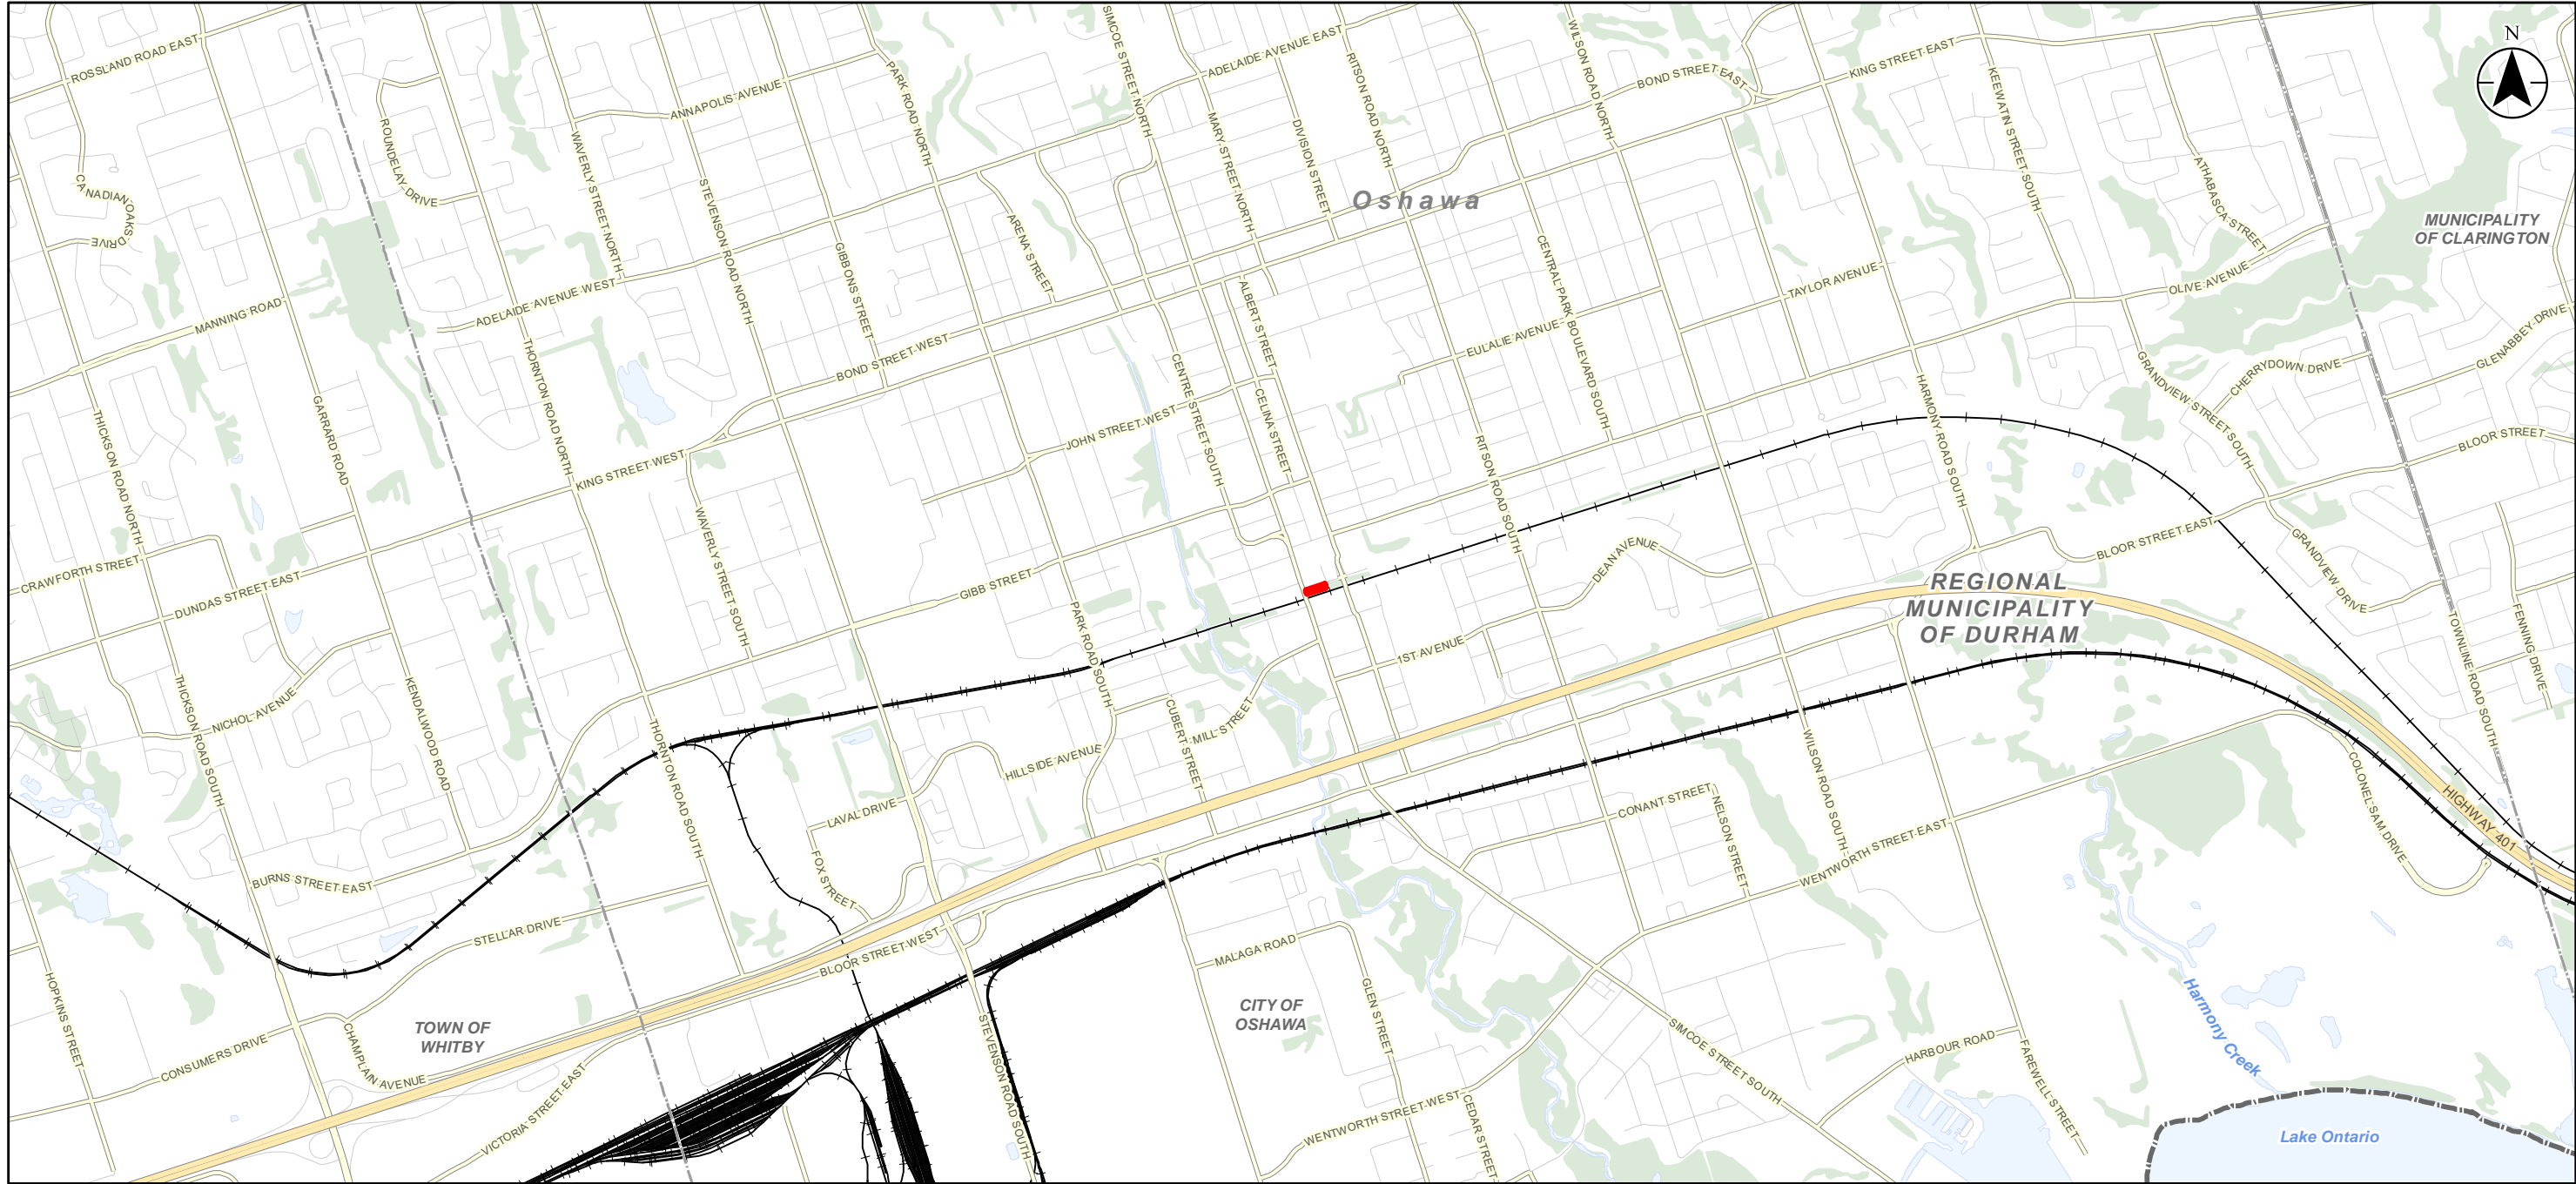 N
ROSSLAND ROAD EAST
SIMCOE STREET NORTH
ADELAIDE AVENUE EAST
RITSON ROAD NORTH
WILSON ROAD NORTH
BOND STREET EAST
KING STREET EAST
KEEWATIN STREET SOUTH
ANNAPOLIS AVENUE
PARK ROAD NORTH
ROUNDELAY DRIVE
WAVERLY STREET NORTH
MARY STREET NORTH
DIVISION STREET
CANADIAN OAKS DRIVE
STEVENSON ROAD NORTH
Oshawa
ATHABASCA STREET
MUNICIPALITY
OF CLARINGTON
ARENA STREET
GIBBONS STREET
CENTRAL PARK BOULEVARD SOUTH
TAYLOR AVENUE
OLIVE AVENUE
MANNING ROAD
ADELAIDE AVENUE WEST
ALBERT STREET
EULALIE AVENUE
GLENABBEY DRIVE
THORNTON ROAD NORTH
BOND STREET WEST
CENTRE STREET SOUTH
CELINA STREET
HARMONY ROAD SOUTH
GRANDVIEW STREET SOUTH
CHERRYDOWN DRIVE
THICKSON ROAD NORTH
GARRARD ROAD
JOHN STREET WEST
BLOOR STREET
KING STREET WEST
RITSON ROAD SOUTH
WAVERLY STREET SOUTH
BLOOR STREET EAST
GRANDVIEW DRIVE
CRAWFORTH STREET
DUNDAS STREET EAST
GIBB STREET
DEAN AVENUE
REGIONAL
MUNICIPALITY
OF DURHAM
PARK ROAD SOUTH
1ST AVENUE
TOWNLINE ROAD SOUTH
FENNING DRIVE
NICHOL AVENUE
THICKSON ROAD SOUTH
KENDALWOOD ROAD
THORNTON ROAD SOUTH
CUBERT STREET
MILL STREET
HILLSIDE AVENUE
WILSON ROAD SOUTH
COLONEL SAM DRIVE
HIGHWAY 401
LAVAL DRIVE
CONANT STREET
NELSON STREET
WENTWORTH STREET EAST
BURNS STREET EAST
FOX STREET
STELLAR DRIVE
BLOOR STREET WEST
MALAGA ROAD
HOPKINS STREET
CONSUMERS DRIVE
CHAMPLAIN AVENUE
TOWN OF
WHITBY
CITY OF
OSHAWA
GLEN STREET
STEVENSON ROAD SOUTH
SIMCOE STREET SOUTH
HARBOUR ROAD
FAREWELL STREET
Harmony Creek
VICTORIA STREET EAST
WENTWORTH STREET WEST
CEDAR STREET
Lake Ontario